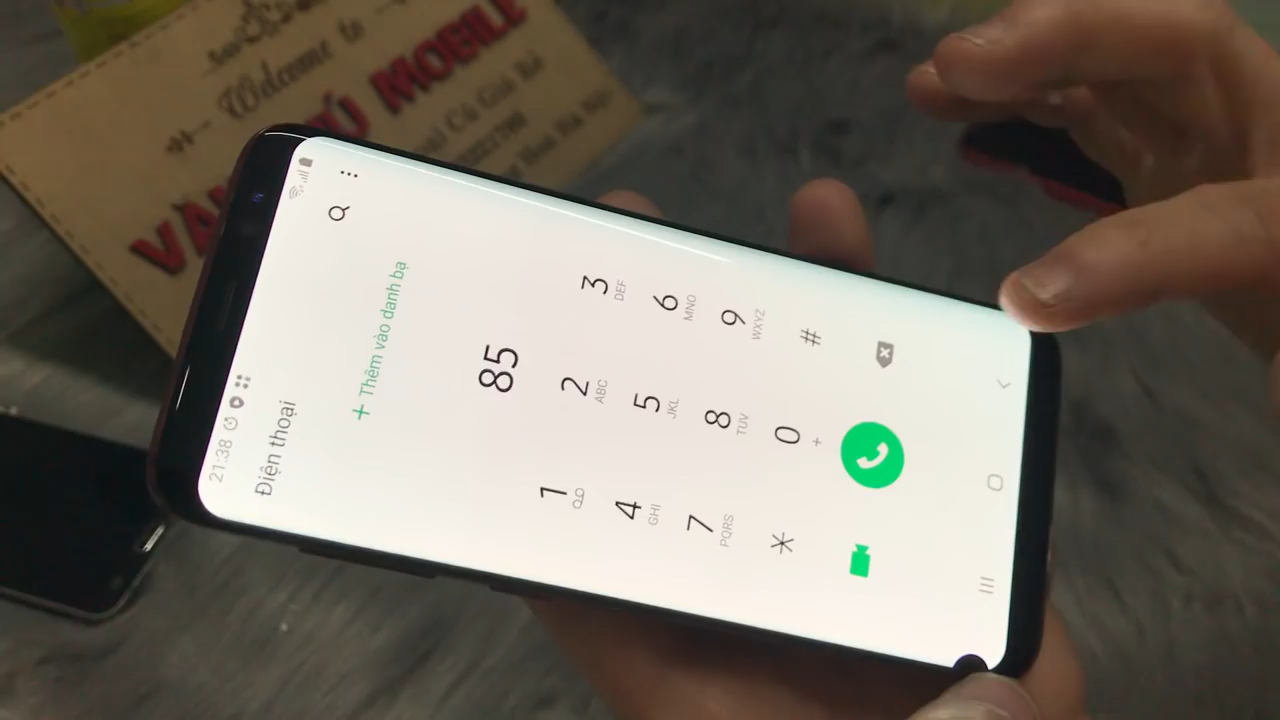 Welcome to
MOBILE
21:38
Điện thoại
+ Thêm vào danh bạ
85
1
2 ABC
3 DEF
4 GHI
5 JKL
6 MNO
7 PQRS
8 TUV
9 WXYZ
*
0 +
#